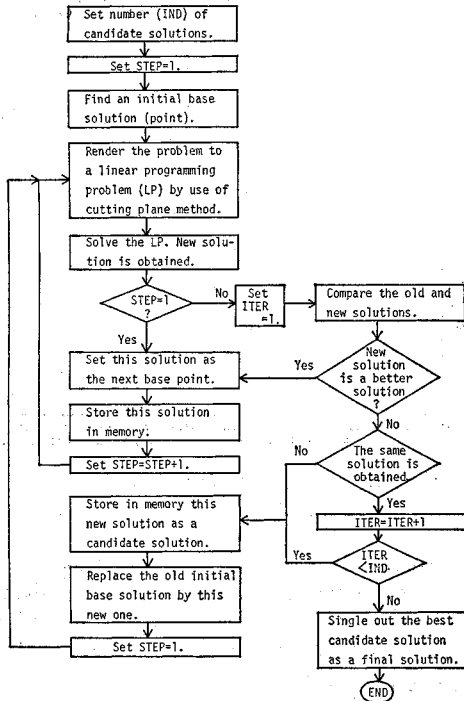 Set number (IND) of
candidate solutions.
Set STEP=1.
Find an initial base
solution (point).
Render the problem to
a linear programming
problem (LP) by use of
cutting plane method.
Solve the LP. New solu-
tion is obtained.
STEP=1
?
No
Set
ITER
=1.
Compare the old and
new solutions.
Yes
New
solution
is a better
solution
?
Yes
Set this solution as
the next base point.
Store this solution
in memory.
Set STEP=STEP+1.
No
No
The same
solution is
obtained.
Yes
ITER=ITER+1
Store in memory this
new solution as a
candidate solution.
Yes
ITER
<IND.
No
Replace the old initial
base solution by this
new one.
Set STEP=1.
Single out the best
candidate solution
as a final solution.
END